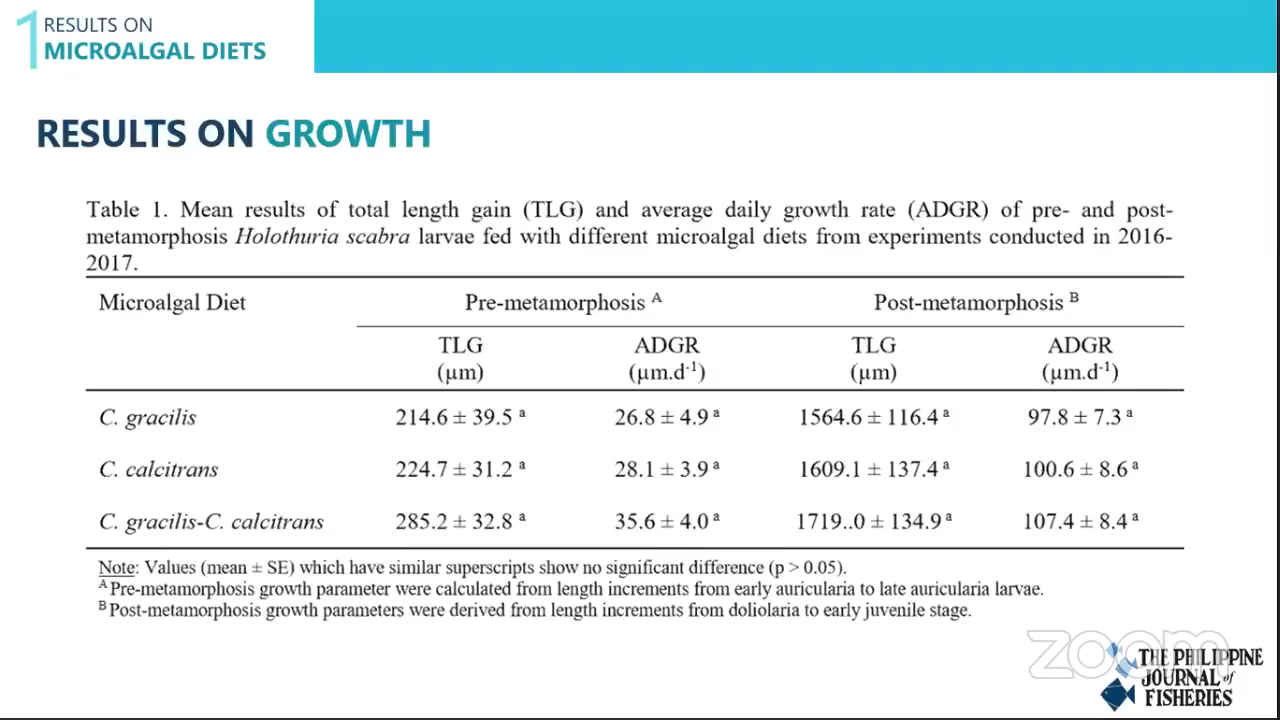 1 RESULTS ON
MICROALGAL DIETS
RESULTS ON GROWTH
Table 1. Mean results of total length gain (TLG) and average daily growth rate (ADGR) of pre- and post-
metamorphosis Holothuria scabra larvae fed with different microalgal diets from experiments conducted in 2016-
2017.
Microalgal Diet Pre-metamorphosis A Post-metamorphosis B
TLG ADGR TLG ADGR
(µm) (µm.d-1) (µm) (µm.d-1)
C. gracilis 214.6 ± 39.5 a 26.8 ± 4.9 a 1564.6 ± 116.4 a 97.8 ± 7.3 a
C. calcitrans 224.7 ± 31.2 a 28.1 ± 3.9 a 1609.1 ± 137.4 a 100.6 ± 8.6 a
C. gracilis-C. calcitrans 285.2 ± 32.8 a 35.6 ± 4.0 a 1719..0 ± 134.9 a 107.4 ± 8.4 a
Note: Values (mean ± SE) which have similar superscripts show no significant difference (p > 0.05).
A Pre-metamorphosis growth parameter were calculated from length increments from early auricularia to late auricularia larvae.
B Post-metamorphosis growth parameters were derived from length increments from doliolaria to early juvenile stage.
zoom
THE PHILIPPINE
JOURNAL of
FISHERIES